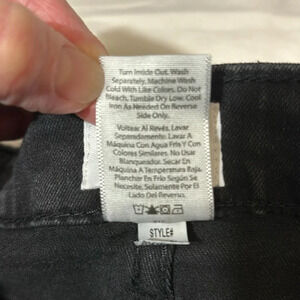 Turn Inside Out. Wash
Separately. Machine Wash
Cold With Like Colors. Do Not
Bleach. Tumble Dry Low. Cool
Iron As Needed On Reverse
Side Only.
Voltear Al Revés, Lavar
Separadamente. Lavar A
Máquina Con Agua Fría Y Con
Colores Similares. No Usar
Blanqueador. Secar En
Máquina A Temperatura Baja.
Planchar En Frío Según Se
Necesite, Solamente Por El
Lado Del Reverso.
STYLE#